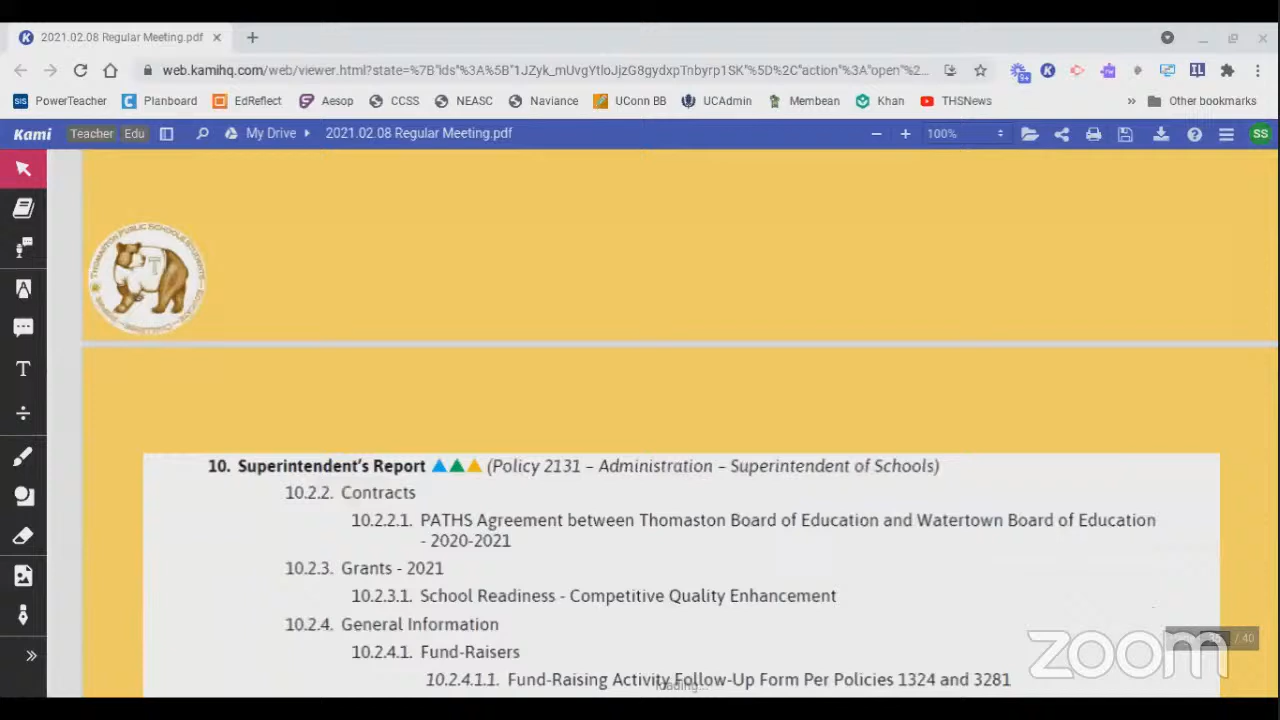 2021.02.08 Regular Meeting.pdf
web.kamihq.com/web/viewer.html?state=%7B"ids"%3A%5B"1JZyk_mUvgYtloJjzG8gydxpTnbyrp1SK"%5D%2C"action"%3A"open"%2...
PowerTeacher Planboard EdReflect Aesop CCSS NEASC Naviance UConn BB UCAdmin Membean Khan THSNews » Other bookmarks
Kami Teacher Edu My Drive 2021.02.08 Regular Meeting.pdf 100% SS
THOMASTON PUBLIC SCHOOLS STUDENTS
T
10. Superintendent's Report (Policy 2131 – Administration – Superintendent of Schools)
10.2.2. Contracts
10.2.2.1. PATHS Agreement between Thomaston Board of Education and Watertown Board of Education
- 2020-2021
10.2.3. Grants - 2021
10.2.3.1. School Readiness - Competitive Quality Enhancement
10.2.4. General Information
10.2.4.1. Fund-Raisers
/ 40
zoom
10.2.4.1.1. Fund-Raising Activity Follow-Up Form Per Policies 1324 and 3281
loading...